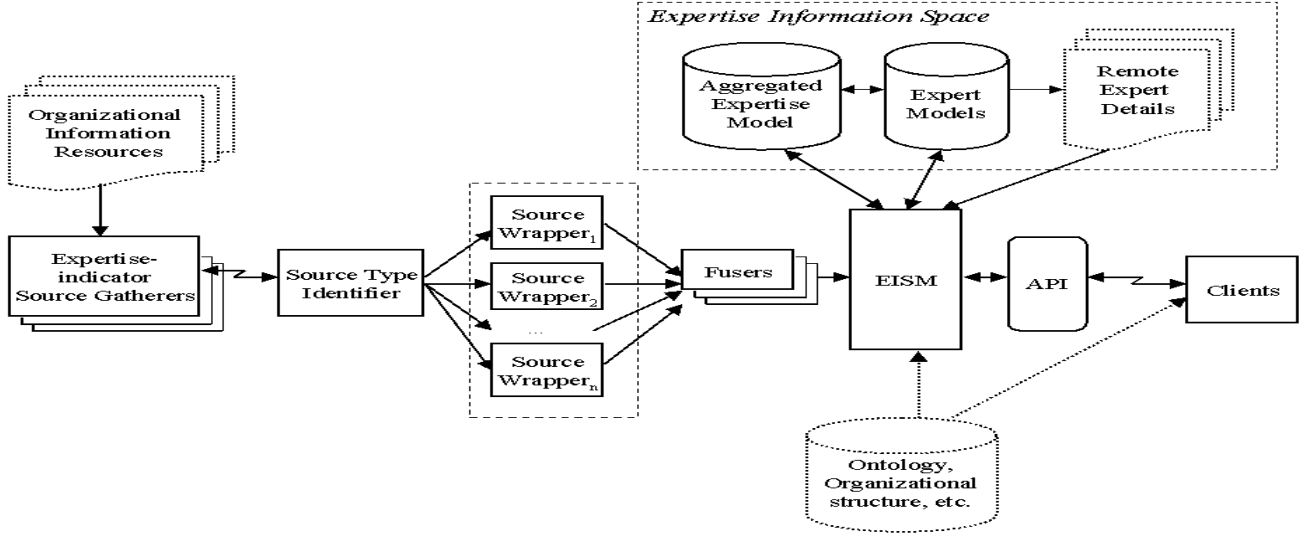 Expertise Information Space
Aggregated
Expertise
Model
Expert
Models
Remote
Expert
Details
Organizational
Information
Resources
Expertise-
indicator
Source Gatherers
Source Type
Identifier
Source
Wrapper1
Source
Wrapper2
...
Source
Wrappern
Fusers
EISM
API
Clients
Ontology,
Organizational
structure, etc.